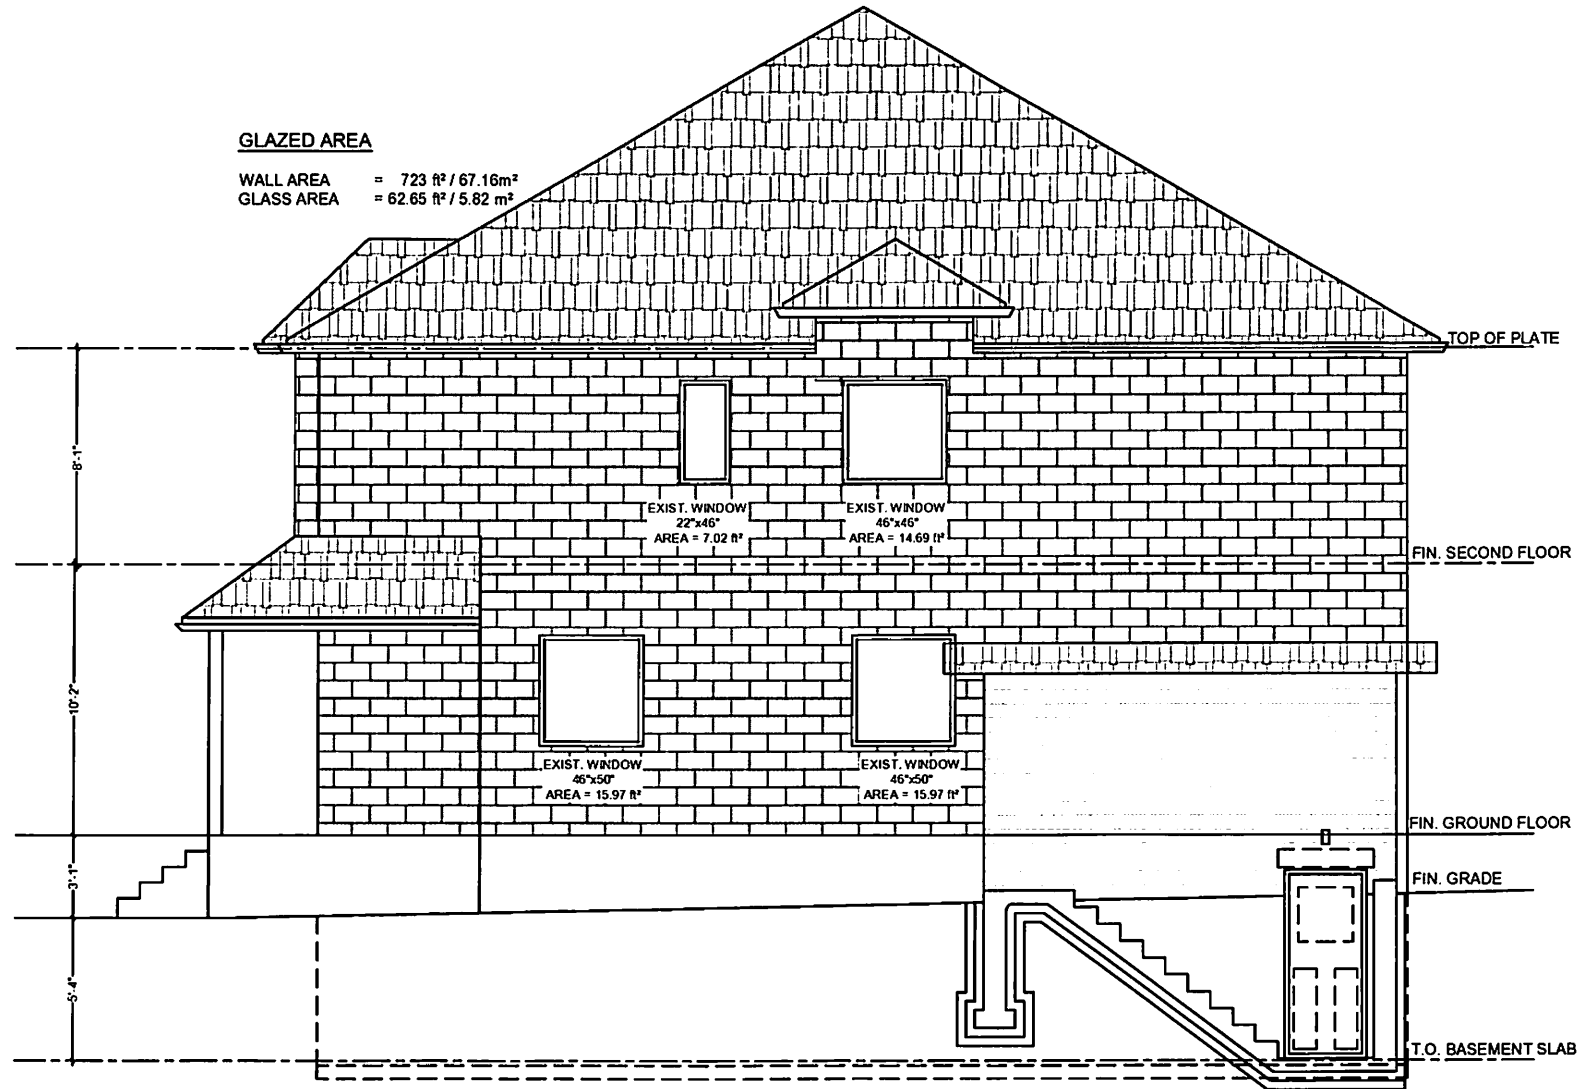 GLAZED AREA
WALL AREA = 723 ft² / 67.16m²
GLASS AREA = 62.65 ft² / 5.82 m²
TOP OF PLATE
8'-1"
EXIST. WINDOW
22"x46"
AREA = 7.02 ft²
EXIST. WINDOW
46"x46"
AREA = 14.69 ft²
FIN. SECOND FLOOR
10'-2"
EXIST. WINDOW
46"x50"
AREA = 15.97 ft²
EXIST. WINDOW
46"x50"
AREA = 15.97 ft²
FIN. GROUND FLOOR
3'-1"
FIN. GRADE
5'-4"
T.O. BASEMENT SLAB